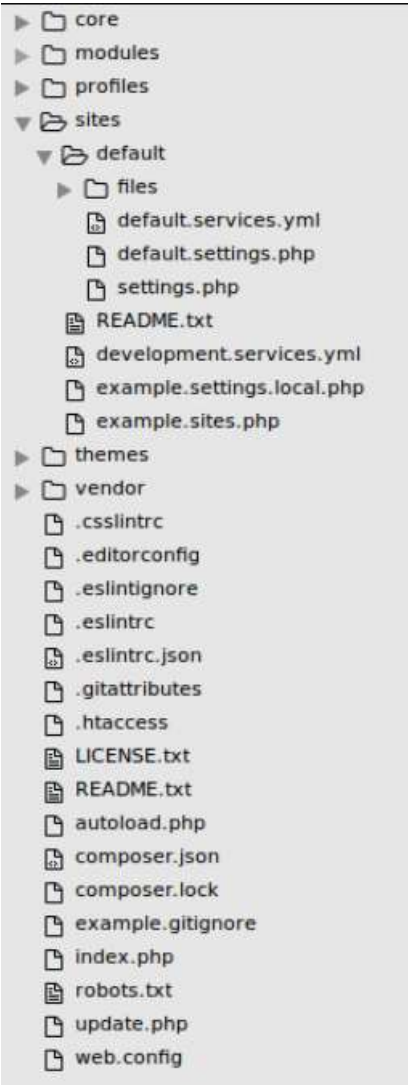 core
modules
profiles
sites
default
files
default.services.yml
default.settings.php
settings.php
README.txt
development.services.yml
example.settings.local.php
example.sites.php
themes
vendor
.csslintrc
.editorconfig
.eslintignore
.eslintrc
.eslintrc.json
.gitattributes
.htaccess
LICENSE.txt
README.txt
autoload.php
composer.json
composer.lock
example.gitignore
index.php
robots.txt
update.php
web.config